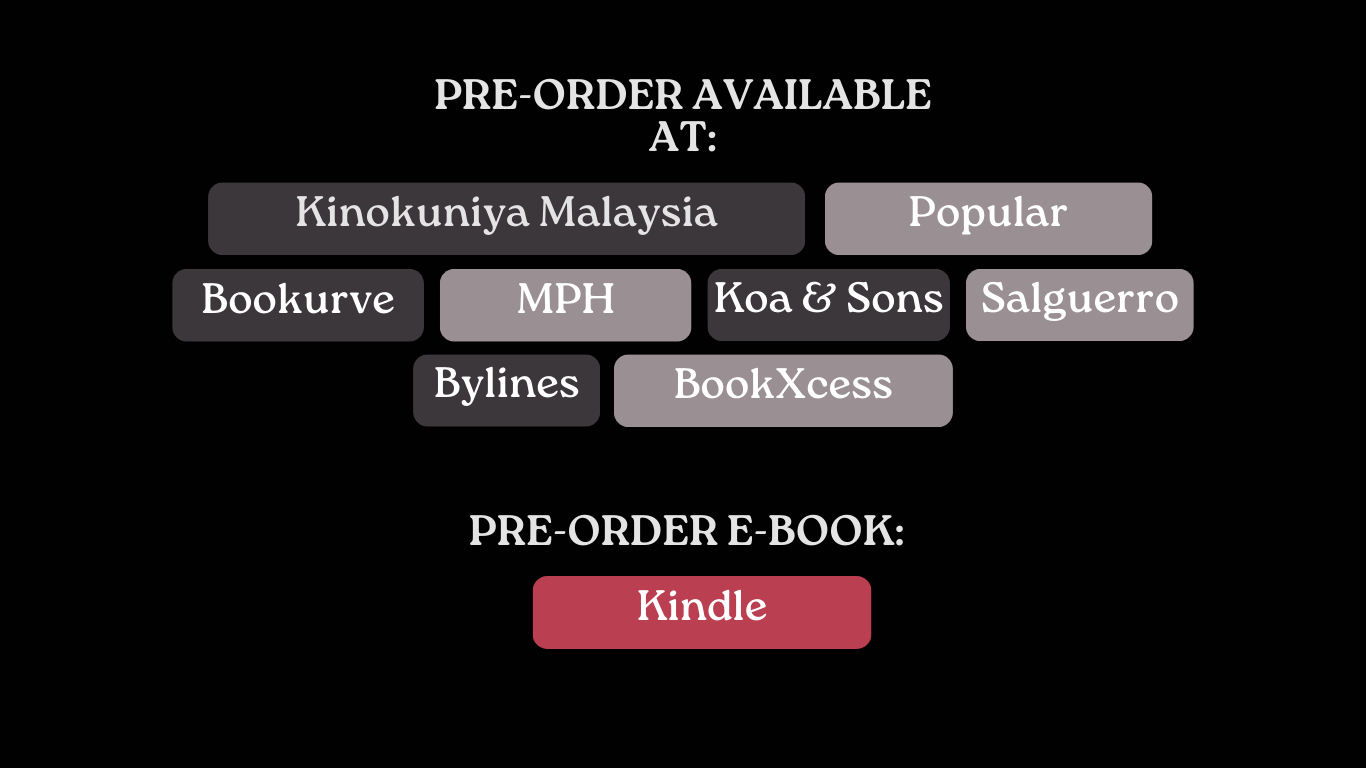 PRE-ORDER AVAILABLE
AT:
Kinokuniya Malaysia Popular
Bookurve MPH Koa & Sons Salguerro
Bylines BookXcess
PRE-ORDER E-BOOK:
Kindle